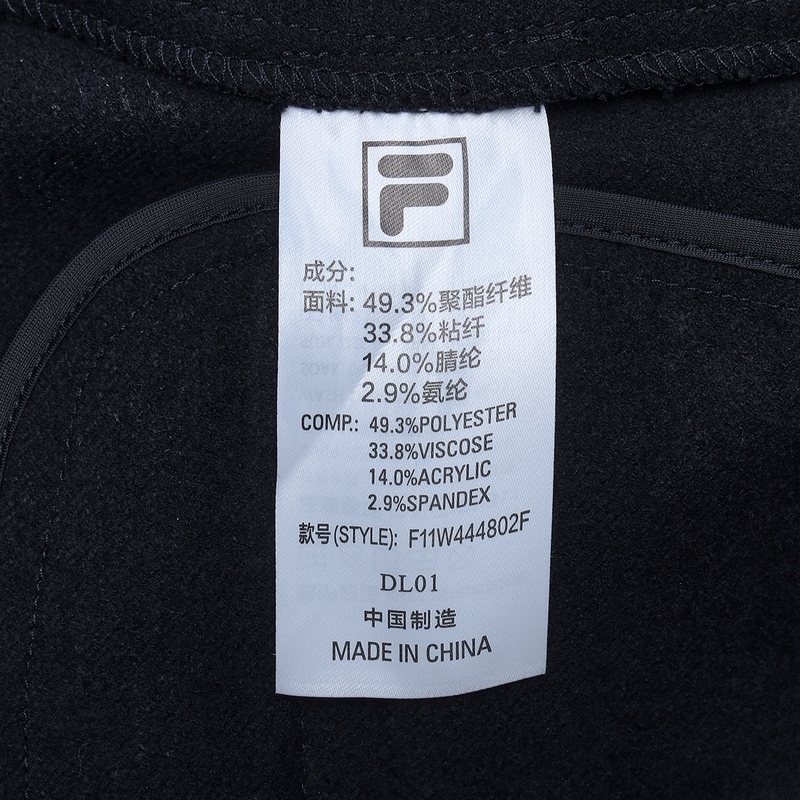 F
成分:
面料: 49.3%聚酯纤维
33.8%粘纤
14.0%腈纶
2.9%氨纶
COMP.: 49.3%POLYESTER
33.8%VISCOSE
14.0%ACRYLIC
2.9%SPANDEX
款号(STYLE): F11W444802F
DL01
中国制造
MADE IN CHINA